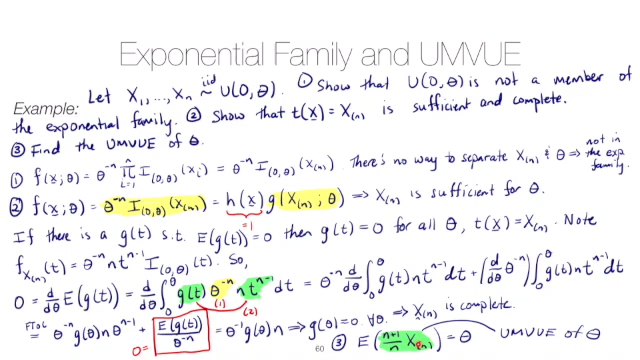 Exponential Family and UMVUE
Example: Let X₁, ..., Xₙ iid~ U(0,θ). ① Show that U(0,θ) is not a member of
the exponential family. ② Show that t(x) = X₍ₙ₎ is sufficient and complete.
③ Find the UMVUE of θ.
① f(x;θ) = θ⁻ⁿ ∏ᵢ₌₁ⁿ I₍₀,θ₎(xᵢ) = θ⁻ⁿ I₍₀,θ₎(x₍ₙ₎) There's no way to separate X₍ₙ₎ & θ ⇒ not in the exp family.
② f(x;θ) = θ⁻ⁿ I₍₀,θ₎(x₍ₙ₎) = h(x) g(X₍ₙ₎;θ) ⇒ X₍ₙ₎ is sufficient for θ.
=1
If there is a g(t) s.t. E(g(t)) = 0 then g(t) = 0 for all θ, t(x) = X₍ₙ₎. Note
f_X₍ₙ₎(t) = θ⁻ⁿ n tⁿ⁻¹ I₍₀,θ₎(t). So,
0 = d/dθ E(g(t)) = d/dθ ∫₀^θ g(t) θ⁻ⁿ n tⁿ⁻¹ dt = θ⁻ⁿ d/dθ ∫₀^θ g(t) n tⁿ⁻¹ dt + (d/dθ θ⁻ⁿ) ∫₀^θ g(t) n tⁿ⁻¹ dt
(1) (2)
FTOC = θ⁻ⁿ g(θ) n θⁿ⁻¹ + E(g(t))/θ⁻ⁿ = θ⁻¹ g(θ) n ⇒ g(θ) = 0 ∀θ. ⇒ X₍ₙ₎ is complete.
0=
③ E(n+1/n X₍ₙ₎) = θ UMVUE of θ
60